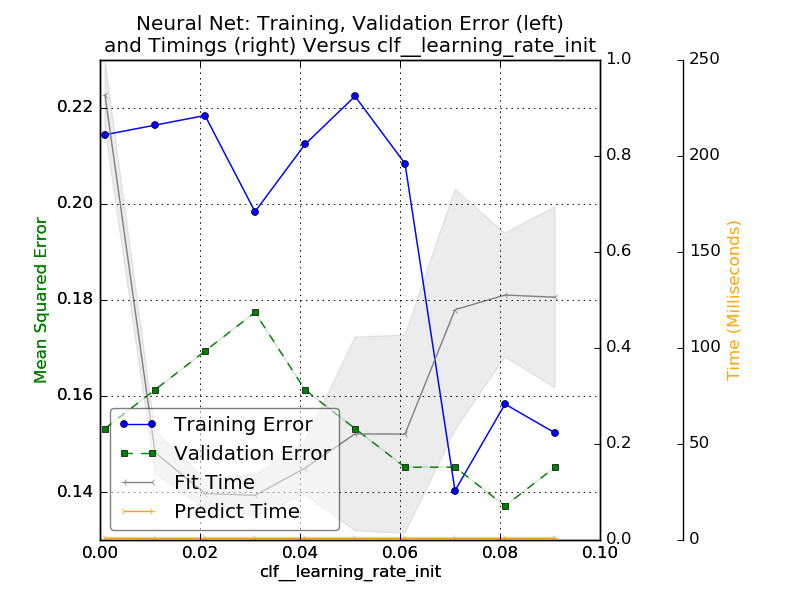 Neural Net: Training, Validation Error (left)
and Timings (right) Versus clf__learning_rate_init
Mean Squared Error
0.22
0.20
0.18
0.16
0.14
Training Error
Validation Error
Fit Time
Predict Time
0.00 0.02 0.04 0.06 0.08 0.10
clf__learning_rate_init
1.0
0.8
0.6
0.4
0.2
0.0
250
200
150
100
50
0
Time (Milliseconds)